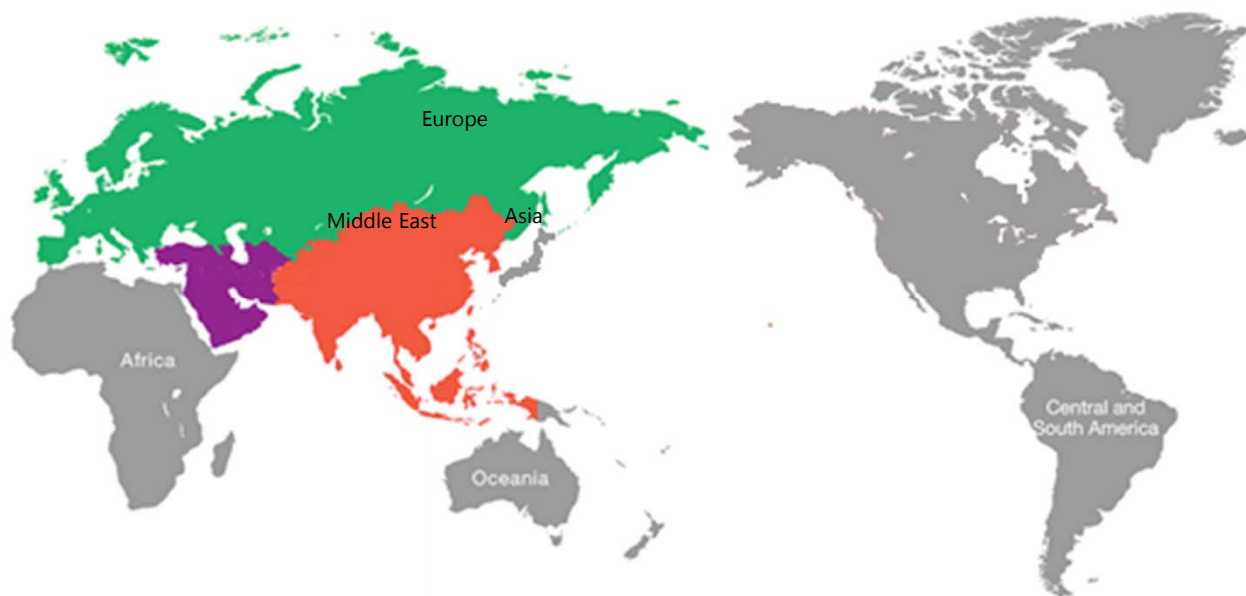 Europe
Middle East
Asia
Africa
Central and
South America
Oceania